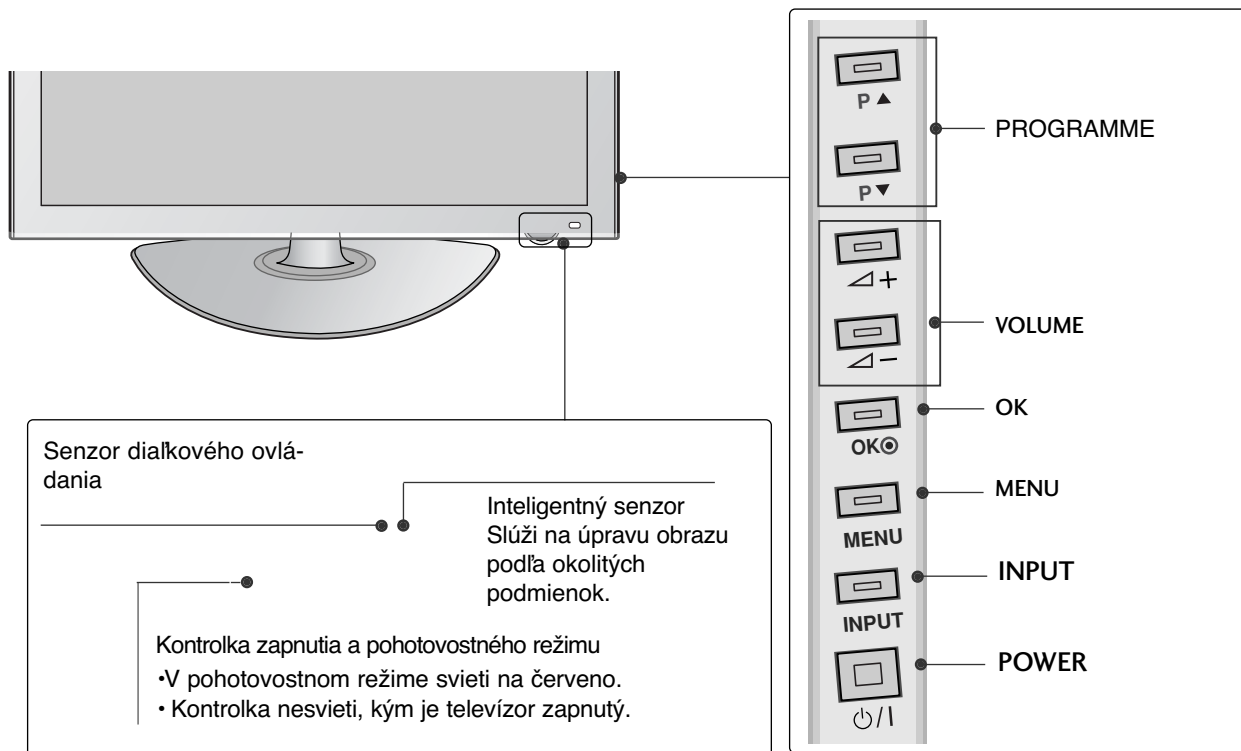 P ▲
P ▼
PROGRAMME
+
-
VOLUME
OK
OK
MENU
MENU
INPUT
INPUT
POWER
⏻/I
Senzor diaľkového ovlá-
dania
Inteligentný senzor
Slúži na úpravu obrazu
podľa okolitých
podmienok.
Kontrolka zapnutia a pohotovostného režimu
•V pohotovostnom režime svieti na červeno.
• Kontrolka nesvieti, kým je televízor zapnutý.